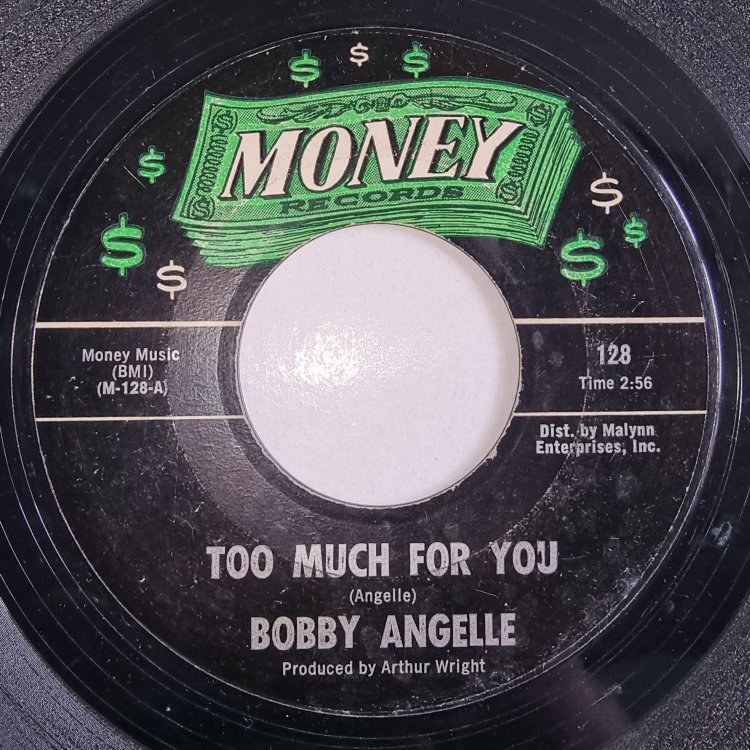 $ $ $
MONEY
RECORDS
$ $ $
$ $ $
Money Music
(BMI)
(M-128-A)
128
Time 2:56
Dist. by Malynn
Enterprises, Inc.
TOO MUCH FOR YOU
(Angelle)
BOBBY ANGELLE
Produced by Arthur Wright